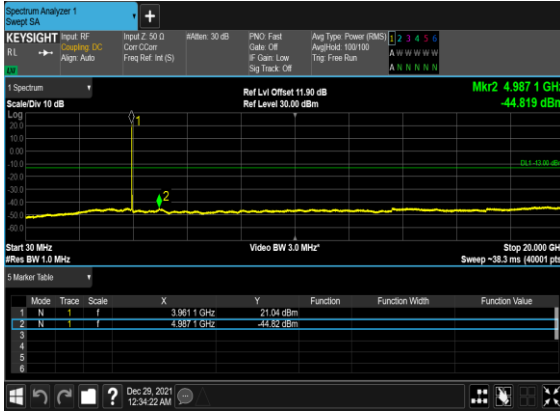 Spectrum Analyzer 1
Swept SA
+
KEYSIGHT Input: RF Input Z: 50 Ω #Atten: 30 dB PNO: Fast Avg Type: Power (RMS) 1 2 3 4 5 6
RL Coupling: DC Corr CCorr Gate: Off Avg|Hold: 100/100 A W W W W W
Align: Auto Freq Ref: Int (S) IF Gain: Low Trig: Free Run
Sig Track: Off A N N N N N
1 Spectrum Ref Lvl Offset 11.90 dB Mkr2 4.987 1 GHz
Scale/Div 10 dB Ref Level 30.00 dBm -44.819 dBm
Log
20.0
10.0
0.00
-10.0
-20.0
-30.0
-40.0
-50.0
-60.0
1
2
DL1 -13.00 dBm
Start 30 MHz Video BW 3.0 MHz* Stop 20.000 GHz
#Res BW 1.0 MHz Sweep ~38.3 ms (40001 pts)
5 Marker Table
Mode Trace Scale X Y Function Function Width Function Value
1 N 1 f 3.961 1 GHz 21.04 dBm
2 N 1 f 4.987 1 GHz -44.82 dBm
3
4
5
6
? Dec 29, 2021
12:34:22 AM